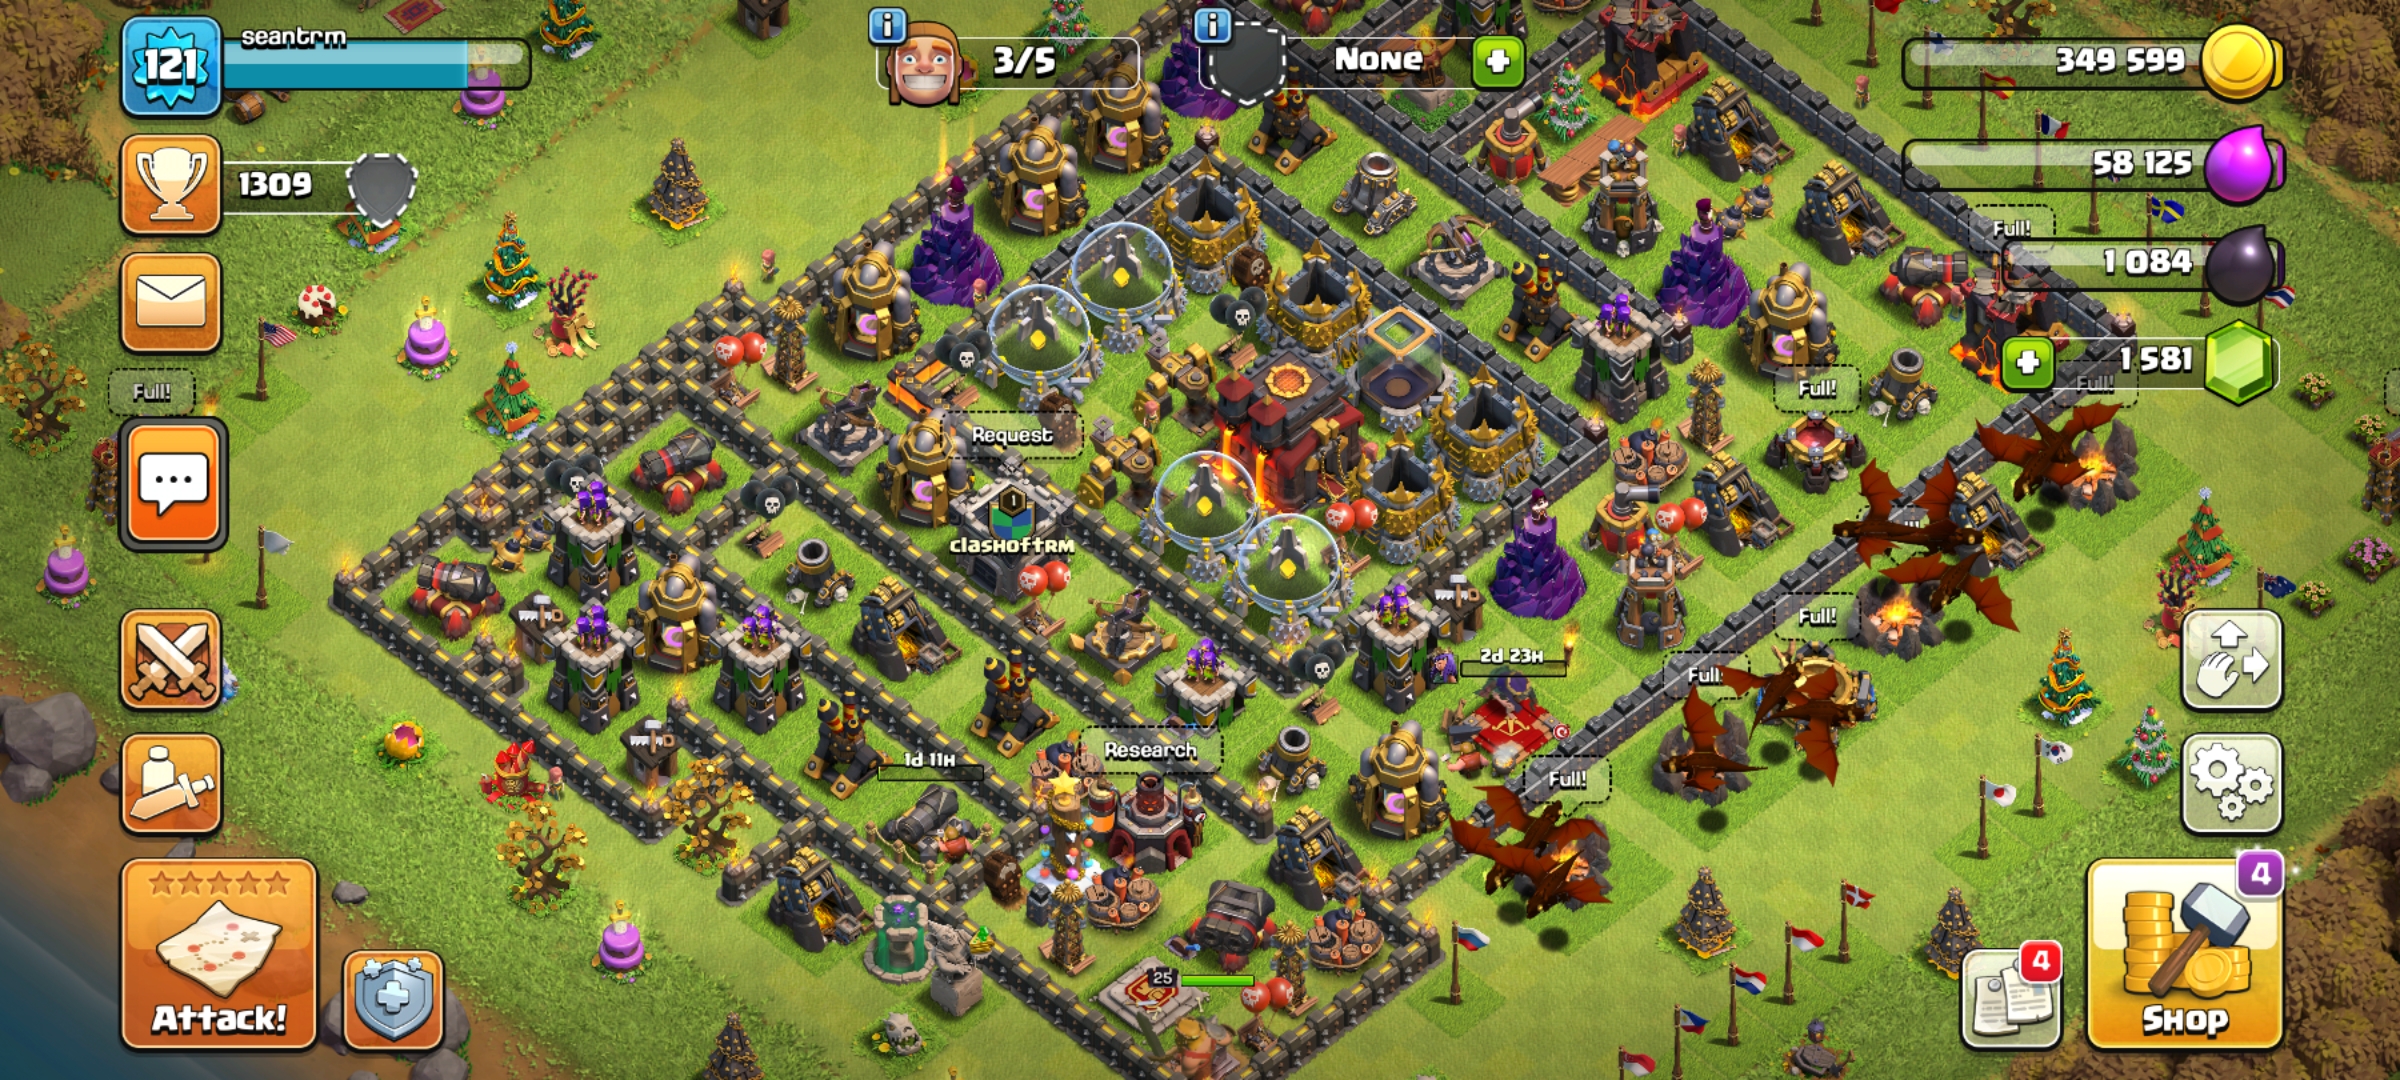 121
seantrm
3/5
None
349 599
1309
58 125
Full!
1 084
1 581
Full!
Full!
Full!
Request
1
clashoftrm
Full!
2d 23h
Full
Research
1d 11h
Full!
4
4
25
Attack!
Shop